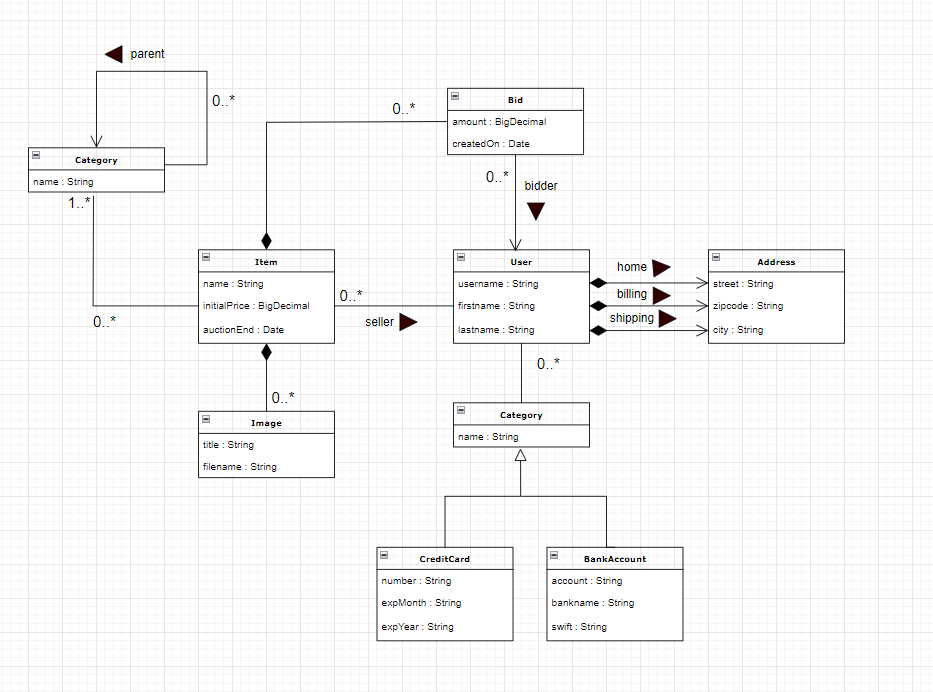 parent
0..*
Category
name : String
1..*
0..*
Bid
amount : BigDecimal
createdOn : Date
0..*
bidder
Item
name : String
initialPrice : BigDecimal
auctionEnd : Date
0..*
0..*
seller
User
username : String
firstname : String
lastname : String
home
billing
shipping
Address
street : String
zipcode : String
city : String
0..*
Image
title : String
filename : String
0..*
Category
name : String
CreditCard
number : String
expMonth : String
expYear : String
BankAccount
account : String
bankname : String
swift : String